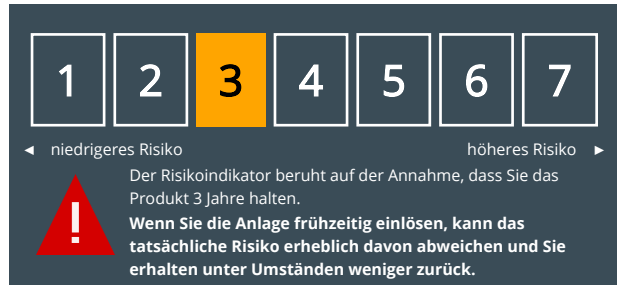 1 2 3 4 5 6 7
◄ niedrigeres Risiko höheres Risiko ►
Der Risikoindikator beruht auf der Annahme, dass Sie das
Produkt 3 Jahre halten.
! Wenn Sie die Anlage frühzeitig einlösen, kann das
tatsächliche Risiko erheblich davon abweichen und Sie
erhalten unter Umständen weniger zurück.